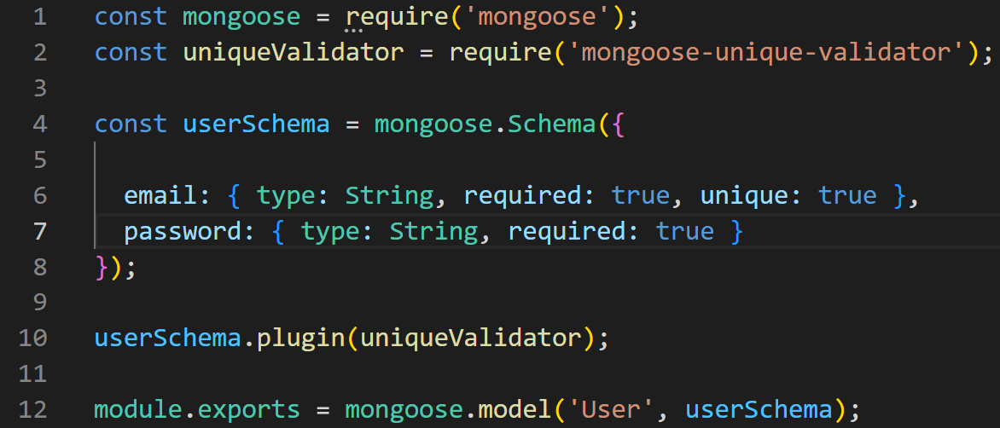 1 const mongoose = require('mongoose');
2 const uniqueValidator = require('mongoose-unique-validator');
3
4 const userSchema = mongoose.Schema({
5
6   email: { type: String, required: true, unique: true },
7   password: { type: String, required: true }
8 });
9
10 userSchema.plugin(uniqueValidator);
11
12 module.exports = mongoose.model('User', userSchema);